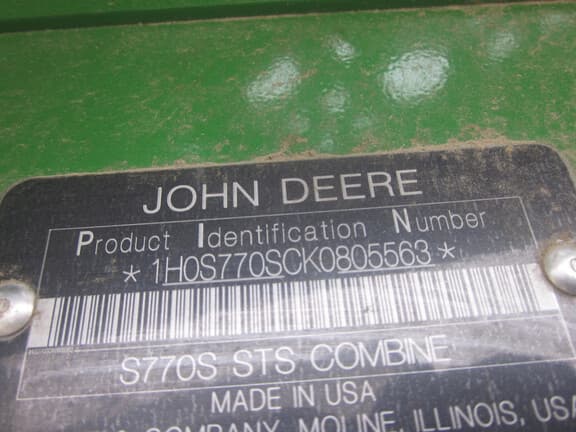 JOHN DEERE
Product Identification Number
*1H0S770SCK0805563*
S770S STS COMBINE
MADE IN USA
COMPANY, MOLINE, ILLINOIS, USA